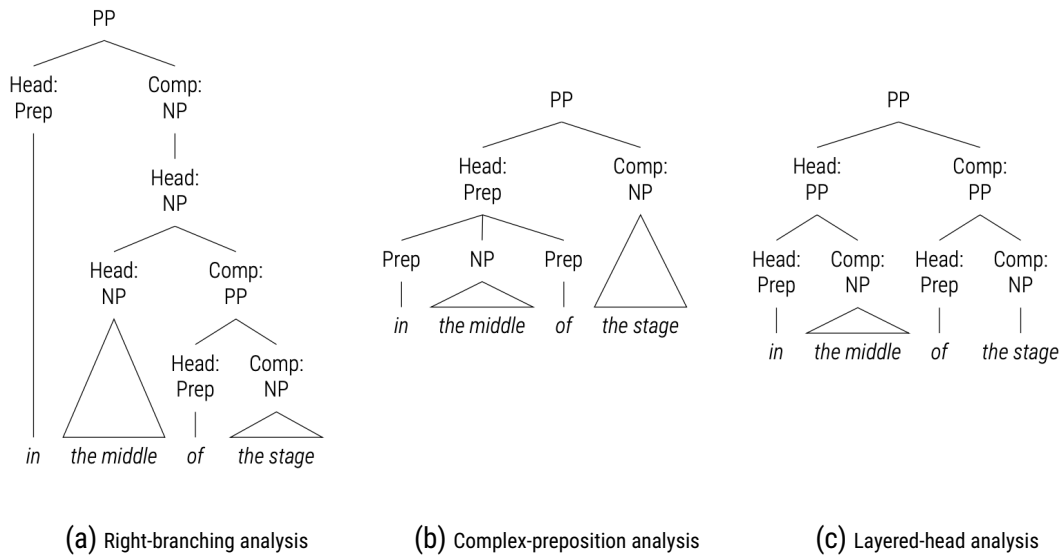 PP
Head:
Prep
Comp:
NP
Head:
NP
Head:
NP
Comp:
PP
Head:
Prep
Comp:
NP
in the middle of the stage
(a) Right-branching analysis
PP
Head:
Prep
Comp:
NP
Prep NP Prep
in the middle of the stage
(b) Complex-preposition analysis
PP
Head:
PP
Comp:
PP
Head:
Prep
Comp:
NP
Head:
Prep
Comp:
NP
in the middle of the stage
(c) Layered-head analysis